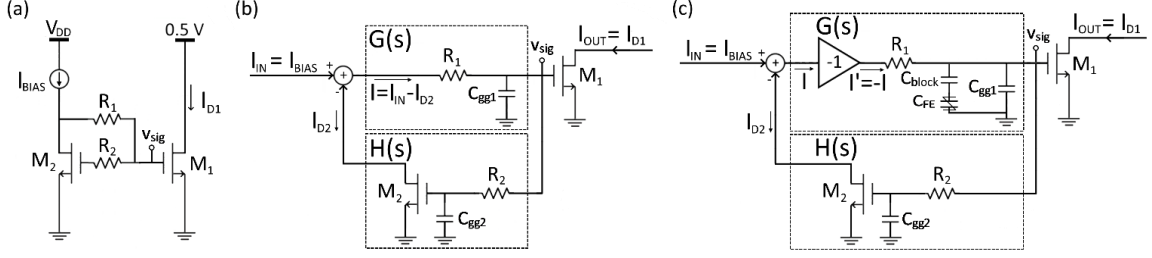 (a)
V_DD
0.5 V
I_BIAS
R_1
I_D1
v_sig
R_2
M_2
M_1
(b)
G(s)
I_OUT = I_D1
v_sig
I_IN = I_BIAS
+
+
-
R_1
M_1
I=I_IN-I_D2
C_gg1
I_D2
H(s)
R_2
M_2
C_gg2
(c)
G(s)
I_OUT = I_D1
v_sig
I_IN = I_BIAS
+
+
-
-1
R_1
M_1
I
I'=-I
C_block
C_FE
C_gg1
I_D2
H(s)
R_2
M_2
C_gg2